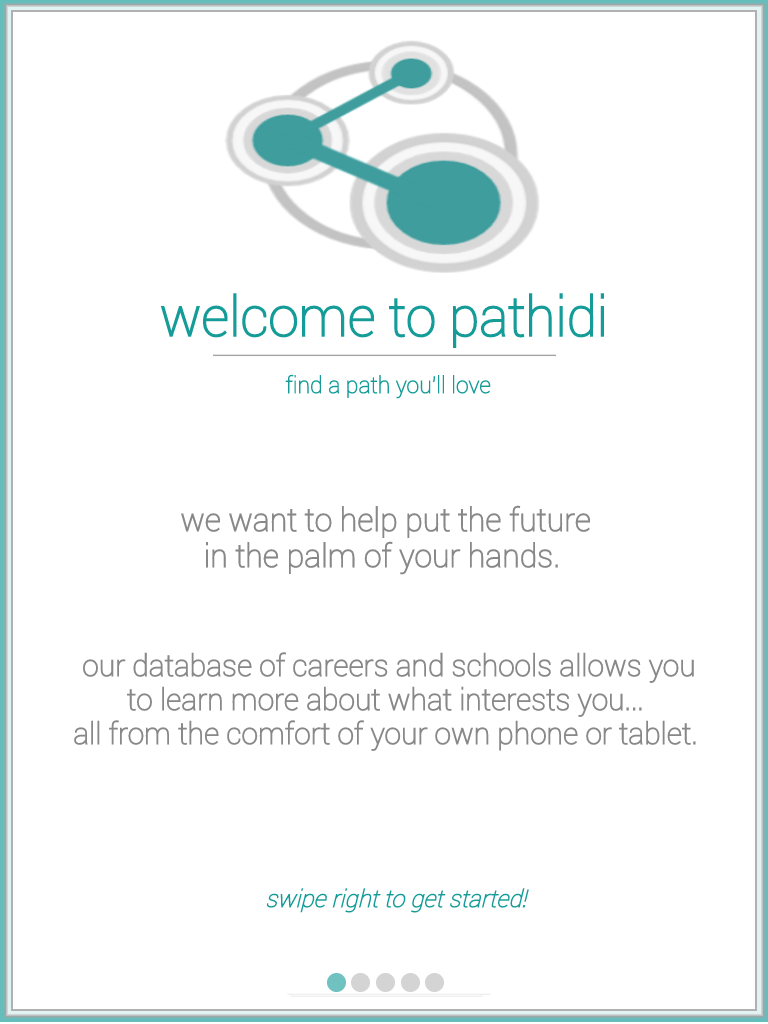 welcome to pathidi
find a path you'll love
we want to help put the future
in the palm of your hands.
our database of careers and schools allows you
to learn more about what interests you...
all from the comfort of your own phone or tablet.
swipe right to get started!